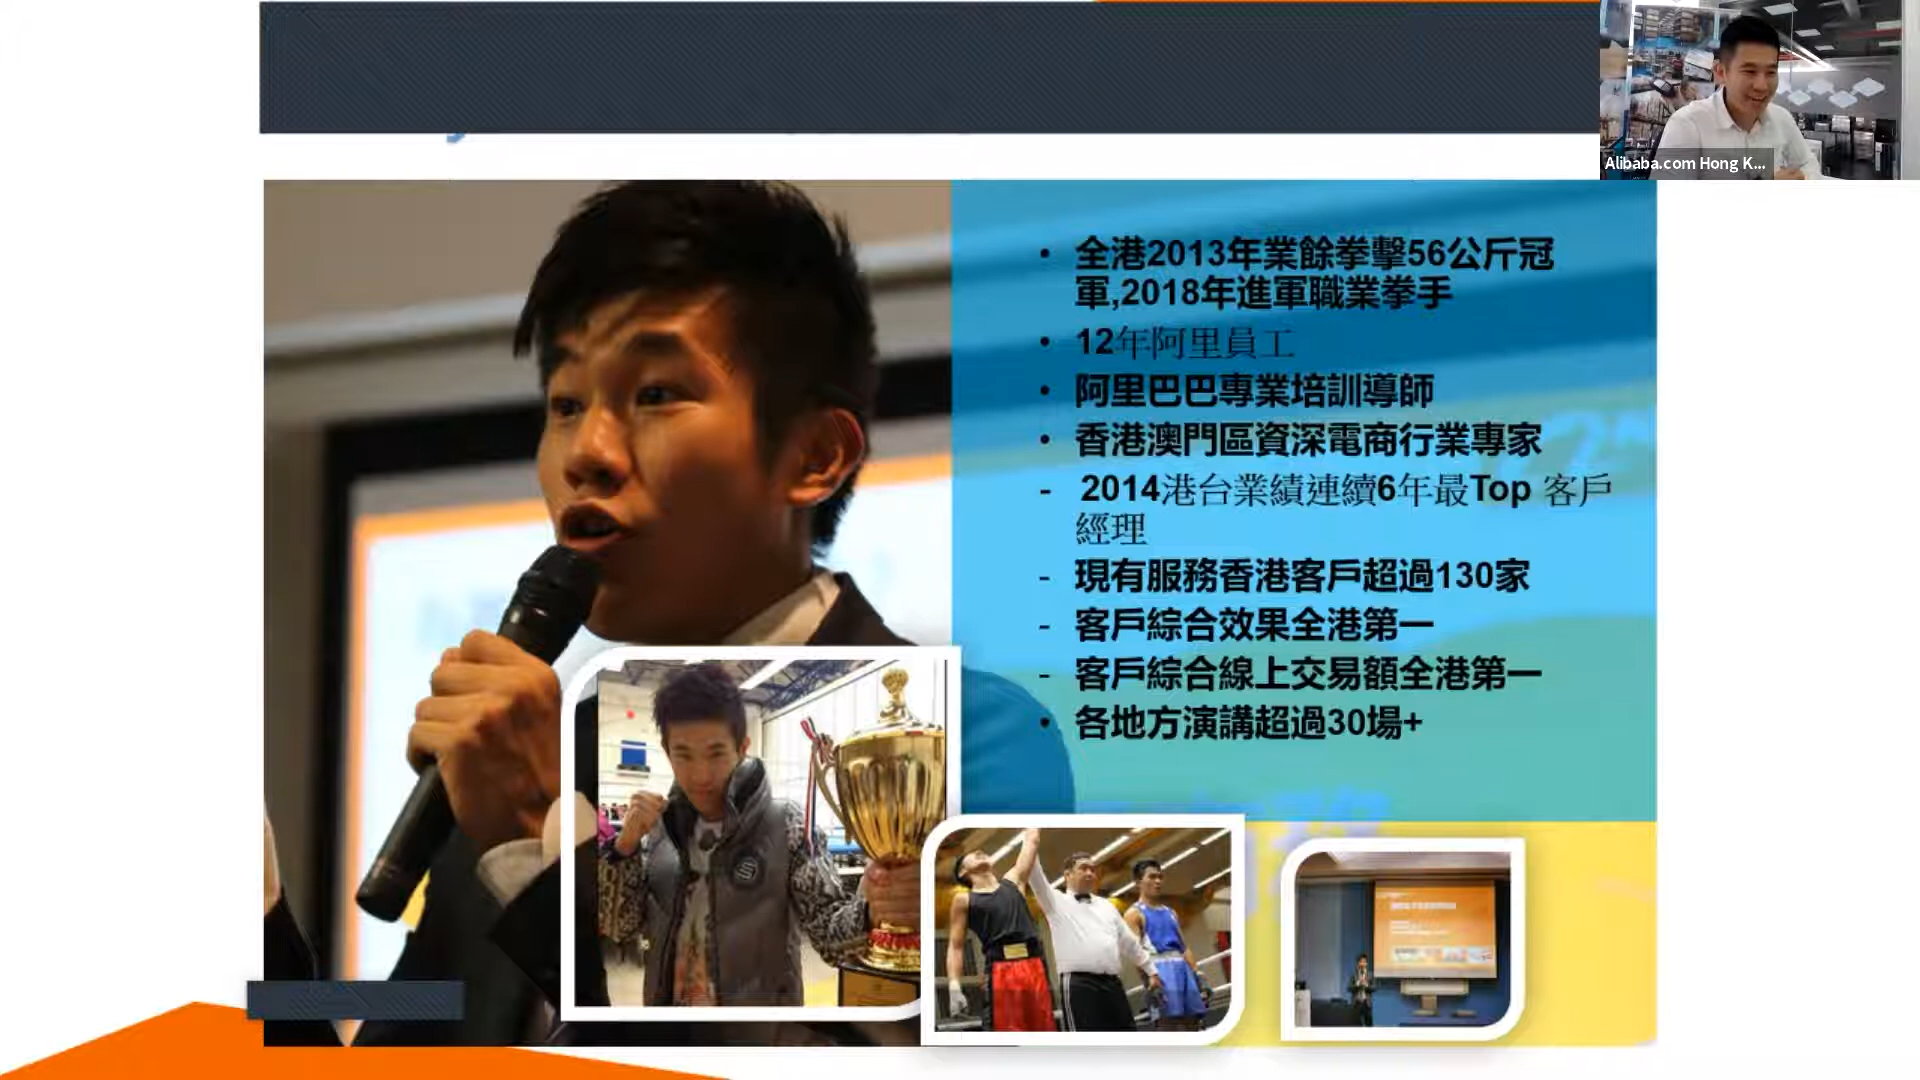 Alibaba.com Hong K...
• 全港2013年業餘拳擊56公斤冠
軍,2018年進軍職業拳手
• 12年阿里員工
• 阿里巴巴專業培訓導師
• 香港澳門區資深電商行業專家
- 2014港台業績連續6年最Top 客戶
經理
- 現有服務香港客戶超過130家
- 客戶綜合效果全港第一
- 客戶綜合線上交易額全港第一
• 各地方演講超過30場+